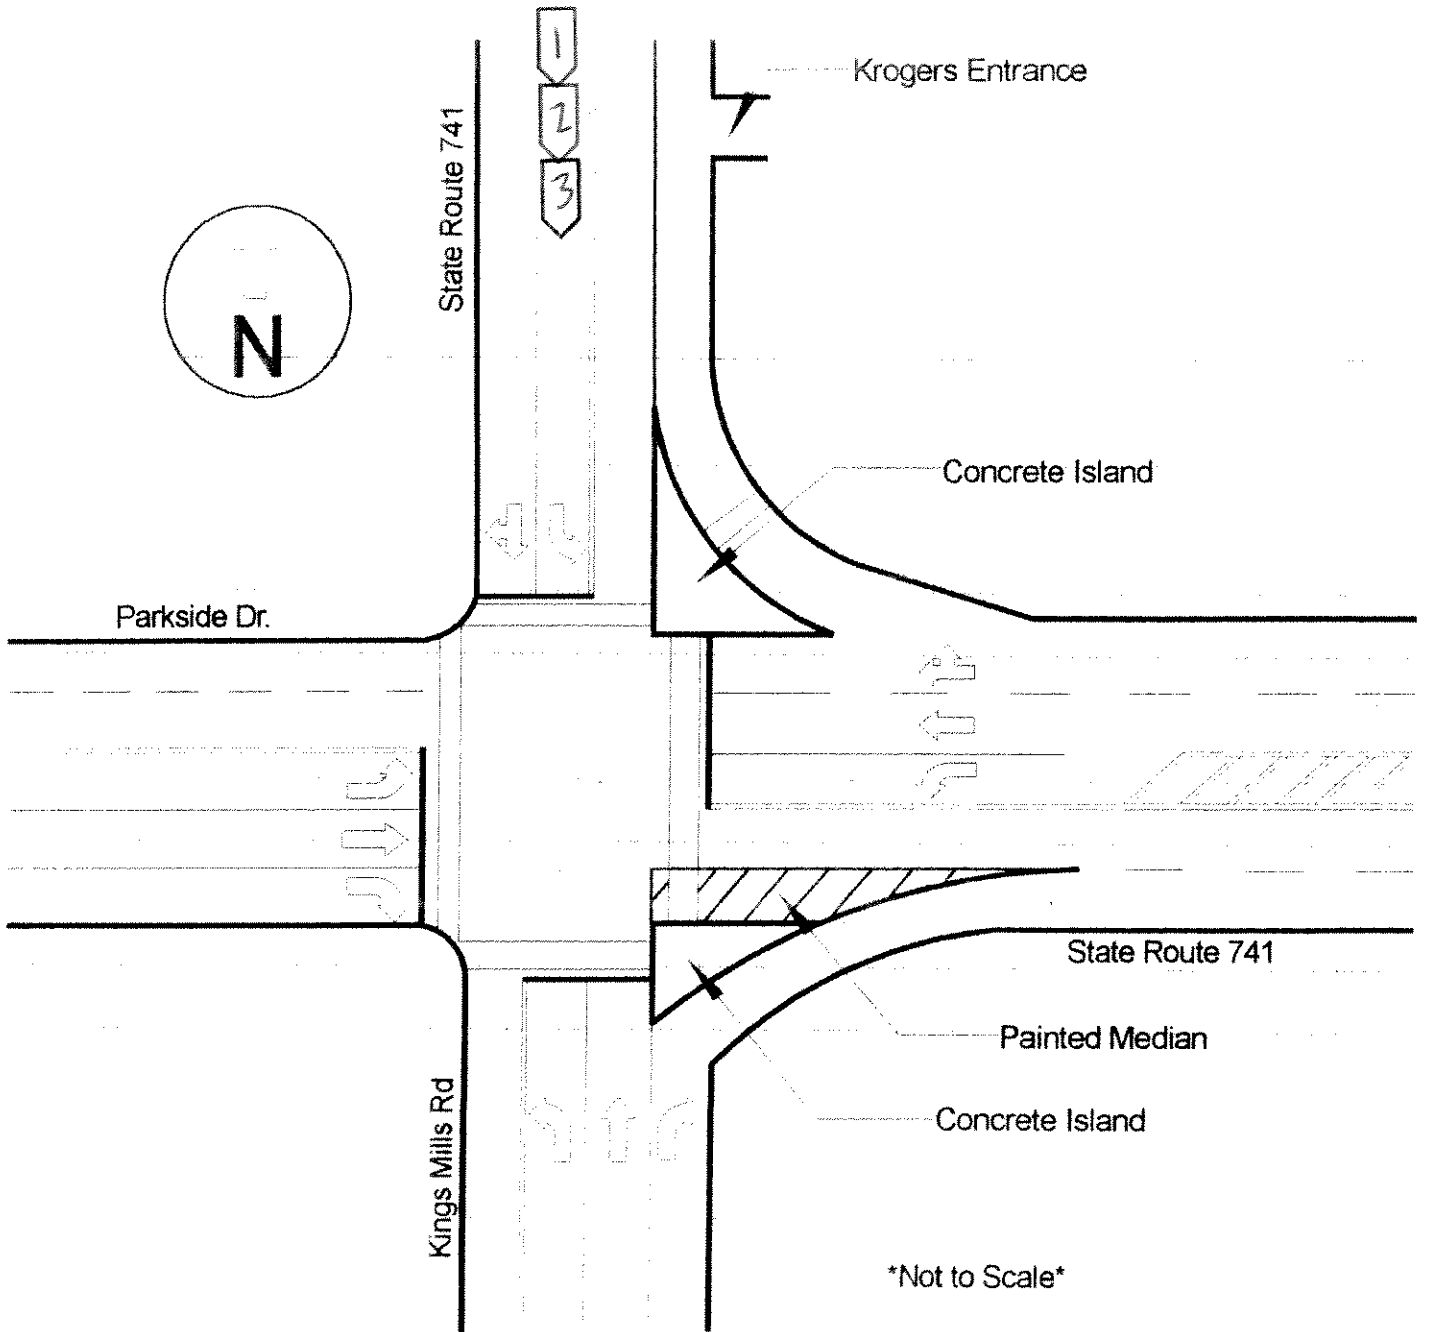 1
Krogers Entrance
2
State Route 741
3
N
Concrete Island
Parkside Dr.
State Route 741
Painted Median
Kings Mills Rd
Concrete Island
*Not to Scale*